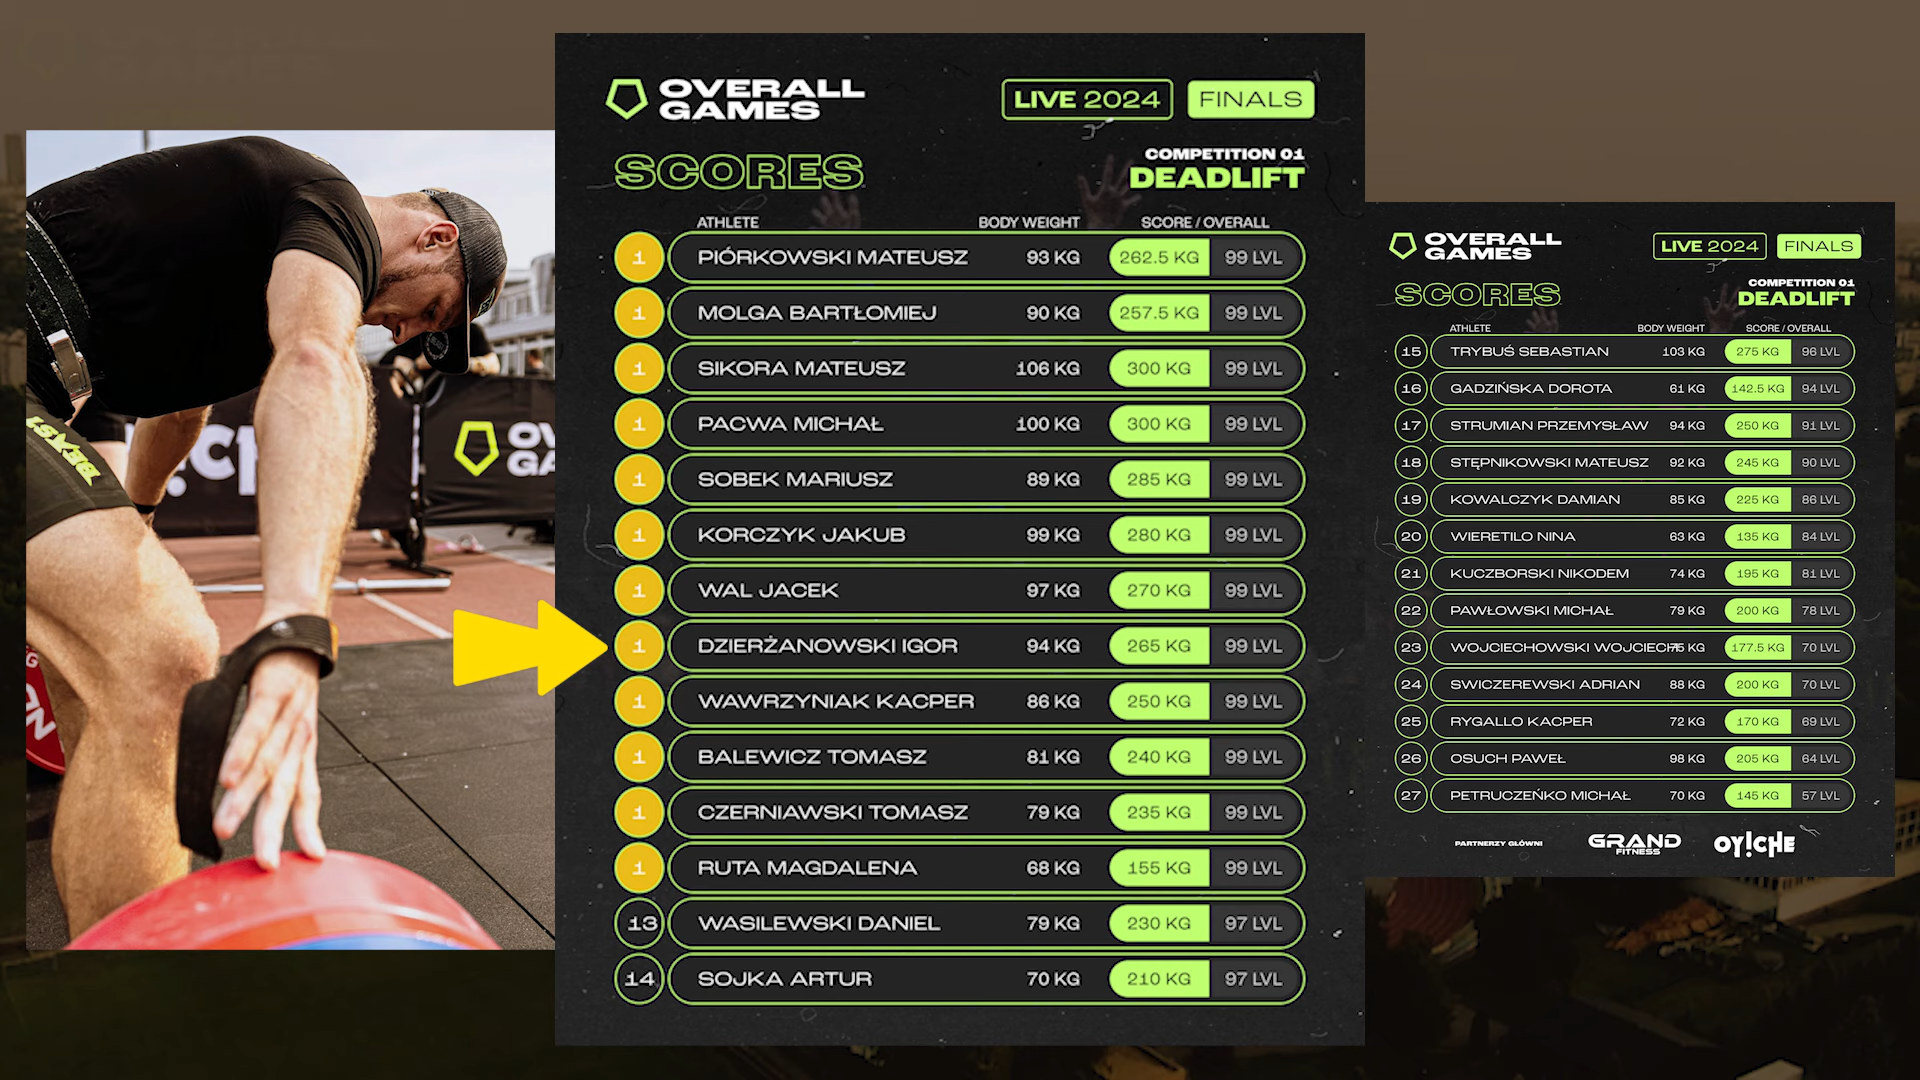 OVERALL
GAMES
LIVE 2024 FINALS
SCORES
COMPETITION 01
DEADLIFT
ATHLETE BODY WEIGHT SCORE / OVERALL
1 PIÓRKOWSKI MATEUSZ 93 KG 262.5 KG 99 LVL
1 MOLGA BARTŁOMIEJ 90 KG 257.5 KG 99 LVL
1 SIKORA MATEUSZ 106 KG 300 KG 99 LVL
1 PACWA MICHAŁ 100 KG 300 KG 99 LVL
1 SOBEK MARIUSZ 89 KG 285 KG 99 LVL
1 KORCZYK JAKUB 99 KG 280 KG 99 LVL
1 WAL JACEK 97 KG 270 KG 99 LVL
1 DZIERŻANOWSKI IGOR 94 KG 265 KG 99 LVL
1 WAWRZYNIAK KACPER 86 KG 250 KG 99 LVL
1 BALEWICZ TOMASZ 81 KG 240 KG 99 LVL
1 CZERNIAWSKI TOMASZ 79 KG 235 KG 99 LVL
1 RUTA MAGDALENA 68 KG 155 KG 99 LVL
13 WASILEWSKI DANIEL 79 KG 230 KG 97 LVL
14 SOJKA ARTUR 70 KG 210 KG 97 LVL
OVERALL
GAMES
LIVE 2024 FINALS
SCORES
COMPETITION 01
DEADLIFT
ATHLETE BODY WEIGHT SCORE / OVERALL
15 TRYBUŚ SEBASTIAN 103 KG 275 KG 96 LVL
16 GADZIŃSKA DOROTA 61 KG 142.5 KG 94 LVL
17 STRUMIAN PRZEMYSŁAW 94 KG 250 KG 91 LVL
18 STĘPNIKOWSKI MATEUSZ 92 KG 245 KG 90 LVL
19 KOWALCZYK DAMIAN 85 KG 225 KG 86 LVL
20 WIERETILO NINA 63 KG 135 KG 84 LVL
21 KUCZBORSKI NIKODEM 74 KG 195 KG 81 LVL
22 PAWŁOWSKI MICHAŁ 79 KG 200 KG 78 LVL
23 WOJCIECHOWSKI WOJCIECH 75 KG 177.5 KG 70 LVL
24 SWICZEREWSKI ADRIAN 88 KG 200 KG 70 LVL
25 RYGALLO KACPER 72 KG 170 KG 69 LVL
26 OSUCH PAWEŁ 98 KG 205 KG 64 LVL
27 PETRUCZEŃKO MICHAŁ 70 KG 145 KG 57 LVL
PARTNERZY GŁÓWNI GRAND
FITNESS
OY!CHE